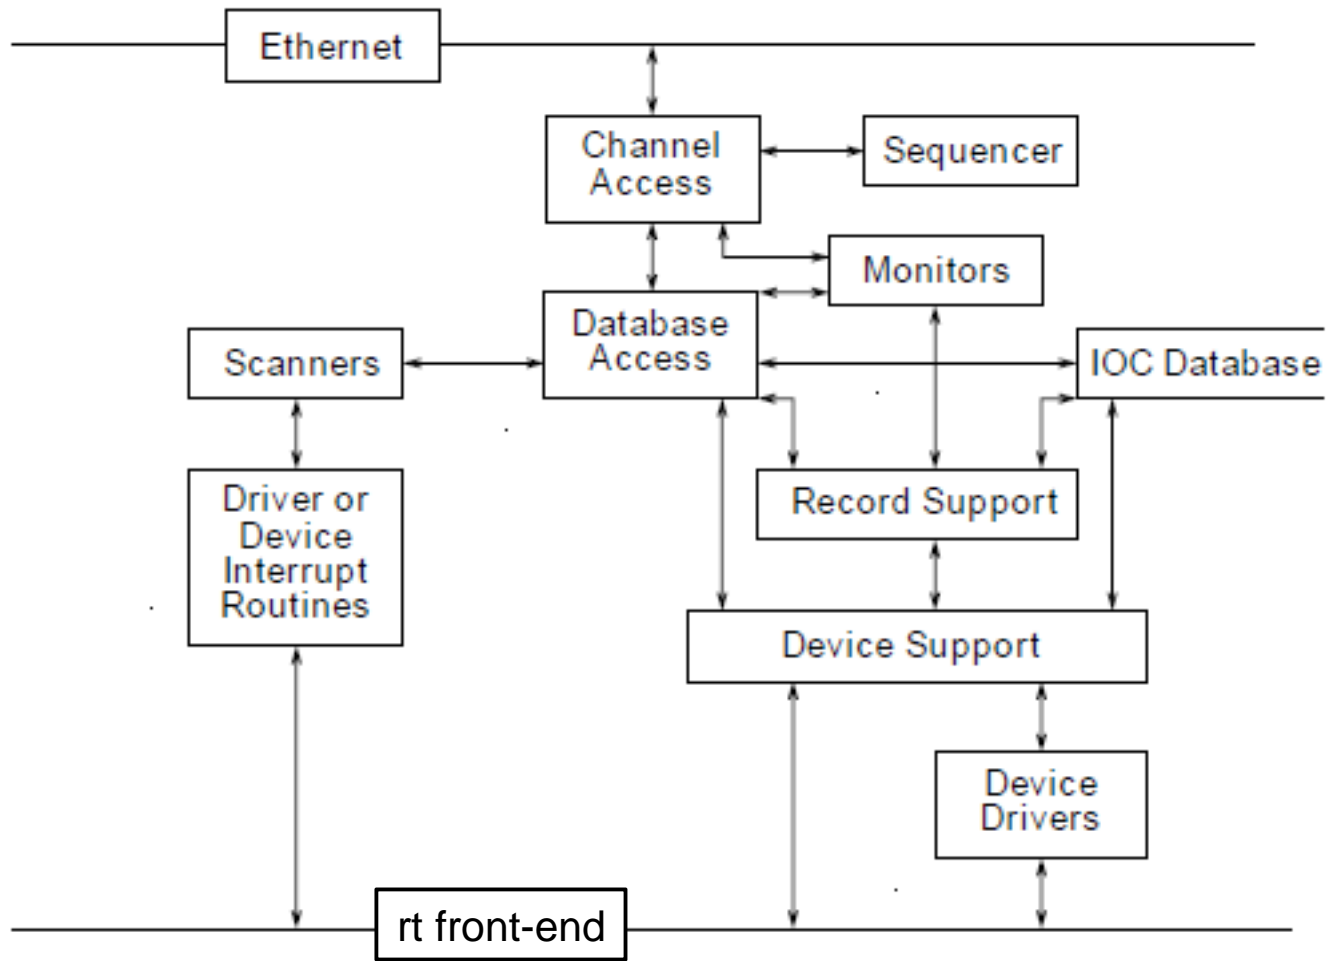 Ethernet
Channel
Access
Sequencer
Monitors
Database
Access
Scanners
IOC Database
Driver or
Device
Interrupt
Routines
Record Support
Device Support
Device
Drivers
rt front-end